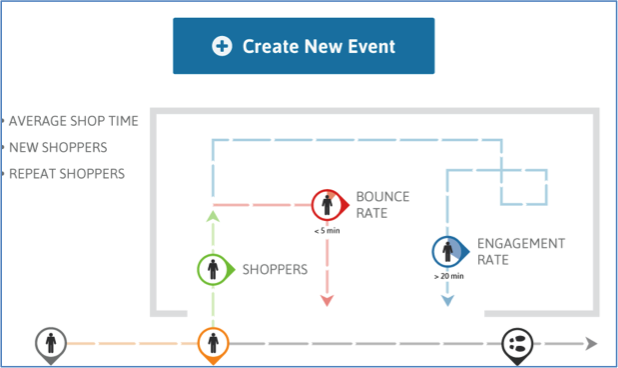 Create New Event
AVERAGE SHOP TIME
NEW SHOPPERS
REPEAT SHOPPERS
BOUNCE
RATE
< 5 min
SHOPPERS
ENGAGEMENT
RATE
> 20 min